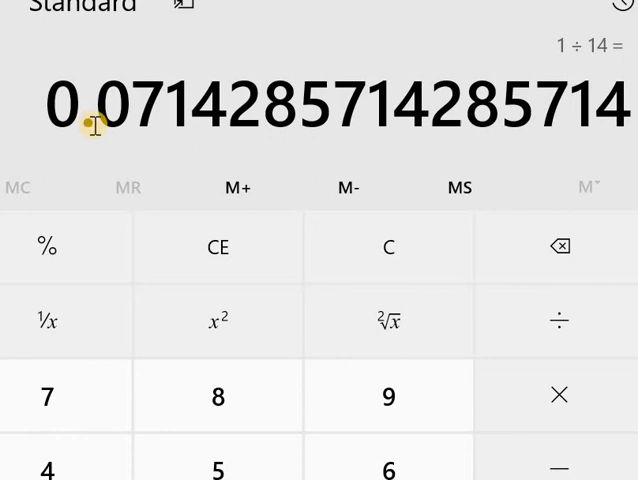 Standard
1 ÷ 14 =
0.0714285714285714
MC MR M+ M- MS M˅
% CE C
⅟x x² ²√x ÷
7 8 9 ×
4 5 6 −